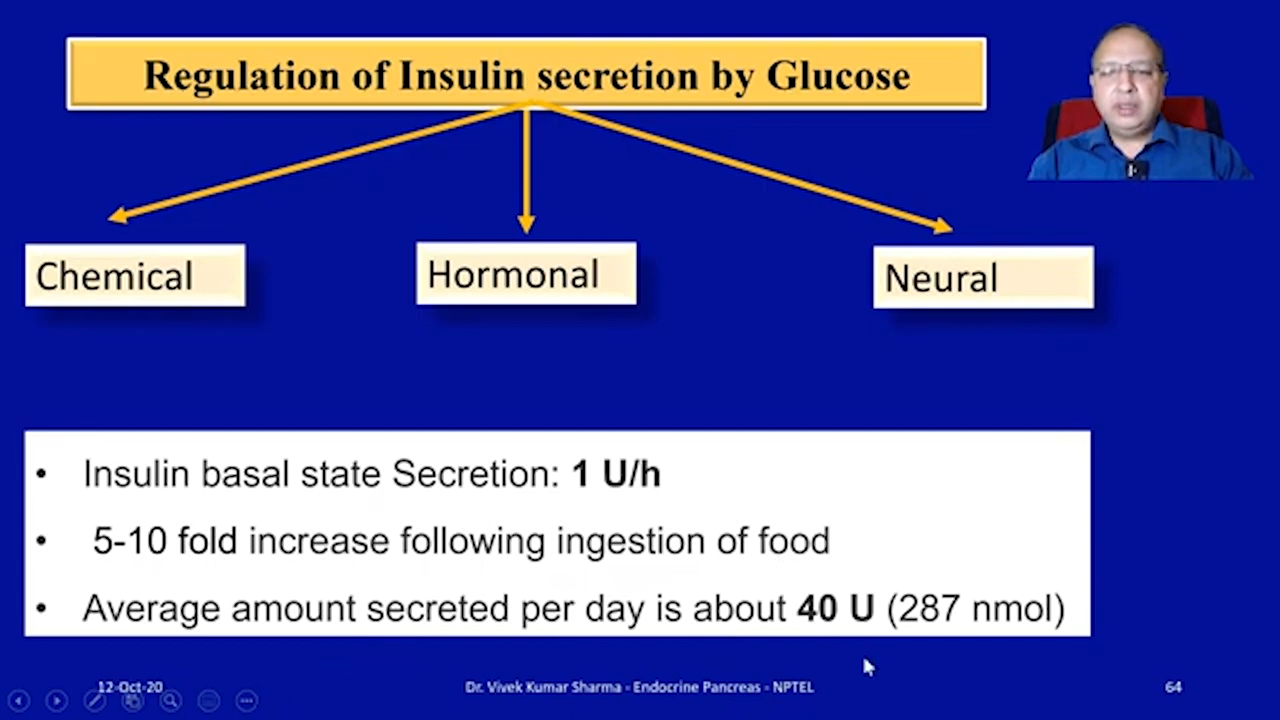 Regulation of Insulin secretion by Glucose
Chemical
Hormonal
Neural
• Insulin basal state Secretion: 1 U/h
• 5-10 fold increase following ingestion of food
• Average amount secreted per day is about 40 U (287 nmol)
12-Oct-20
Dr. Vivek Kumar Sharma - Endocrine Pancreas - NPTEL
64